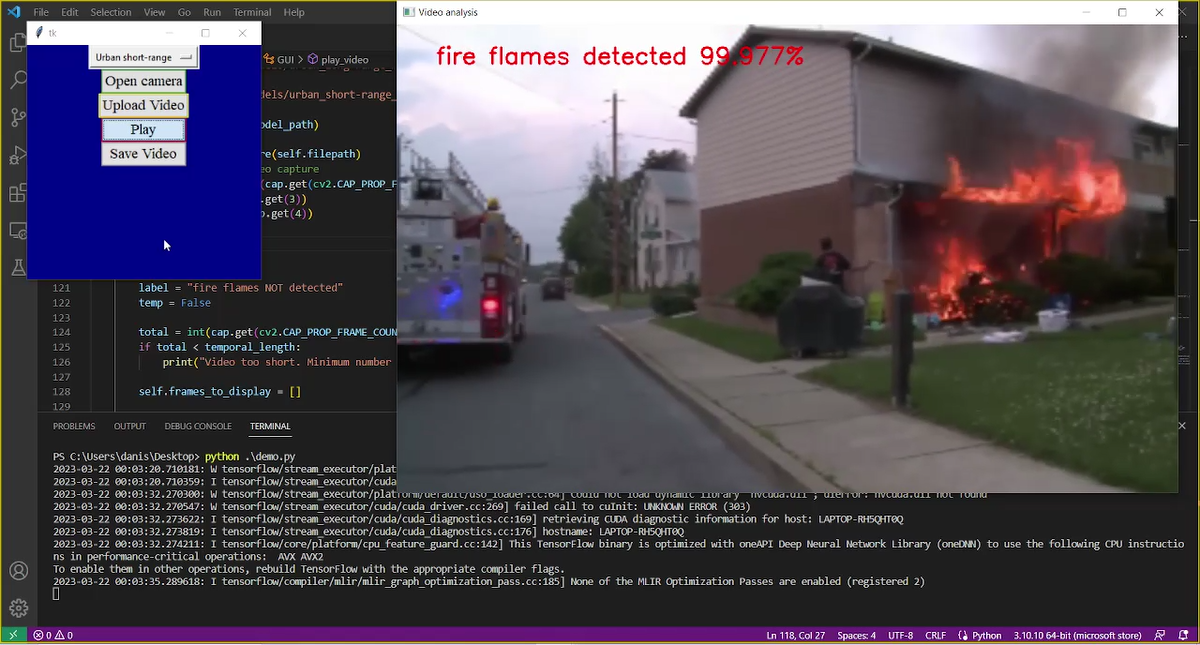 File Edit Selection View Go Run Terminal Help
tk
Urban short-range
Open camera
Upload Video
Play
Save Video
GUI > play_video
dels/urban_short-range_
odel_path)
re(self.filepath)
eo capture
(cap.get(cv2.CAP_PROP_F
.get(3))
o.get(4))
121 label = "fire flames NOT detected"
122 temp = False
123
124 total = int(cap.get(cv2.CAP_PROP_FRAME_COUN
125 if total < temporal_length:
126 print("Video too short. Minimum number
127
128 self.frames_to_display = []
129
Video analysis
fire flames detected 99.977%
PROBLEMS OUTPUT DEBUG CONSOLE TERMINAL
PS C:\Users\danis\Desktop> python .\demo.py
2023-03-22 00:03:20.710181: W tensorflow/stream_executor/plat
2023-03-22 00:03:20.710359: I tensorflow/stream_executor/cuda
2023-03-22 00:03:32.270300: W tensorflow/stream_executor/platform/default/dso_loader.cc:64] Could not load dynamic library 'nvcuda.dll'; dlerror: nvcuda.dll not found
2023-03-22 00:03:32.270547: W tensorflow/stream_executor/cuda/cuda_driver.cc:269] failed call to cuInit: UNKNOWN ERROR (303)
2023-03-22 00:03:32.273622: I tensorflow/stream_executor/cuda/cuda_diagnostics.cc:169] retrieving CUDA diagnostic information for host: LAPTOP-RH5QHT0Q
2023-03-22 00:03:32.273819: I tensorflow/stream_executor/cuda/cuda_diagnostics.cc:176] hostname: LAPTOP-RH5QHT0Q
2023-03-22 00:03:32.274211: I tensorflow/core/platform/cpu_feature_guard.cc:142] This TensorFlow binary is optimized with oneAPI Deep Neural Network Library (oneDNN) to use the following CPU instructio
ns in performance-critical operations: AVX AVX2
To enable them in other operations, rebuild TensorFlow with the appropriate compiler flags.
2023-03-22 00:03:35.289618: I tensorflow/compiler/mlir/mlir_graph_optimization_pass.cc:185] None of the MLIR Optimization Passes are enabled (registered 2)
0 0 Ln 118, Col 27 Spaces: 4 UTF-8 CRLF Python 3.10.10 64-bit (microsoft store)